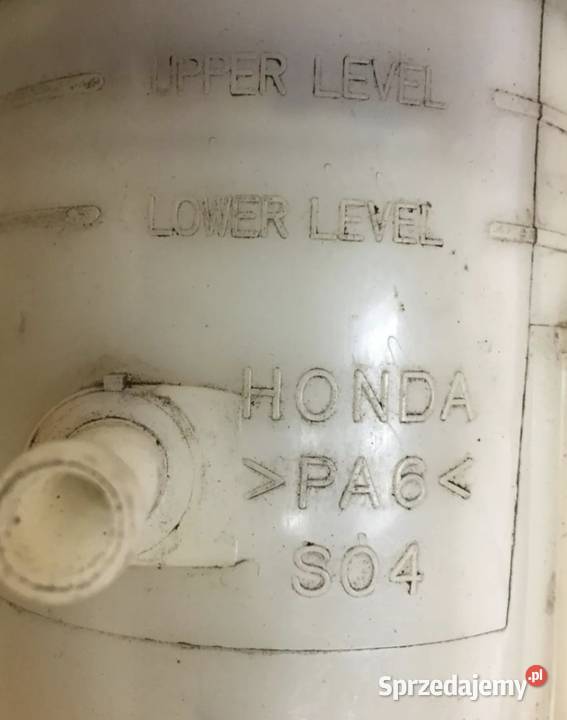 UPPER LEVEL
LOWER LEVEL
HONDA
>PA6<
S04
Sprzedajemy.pl